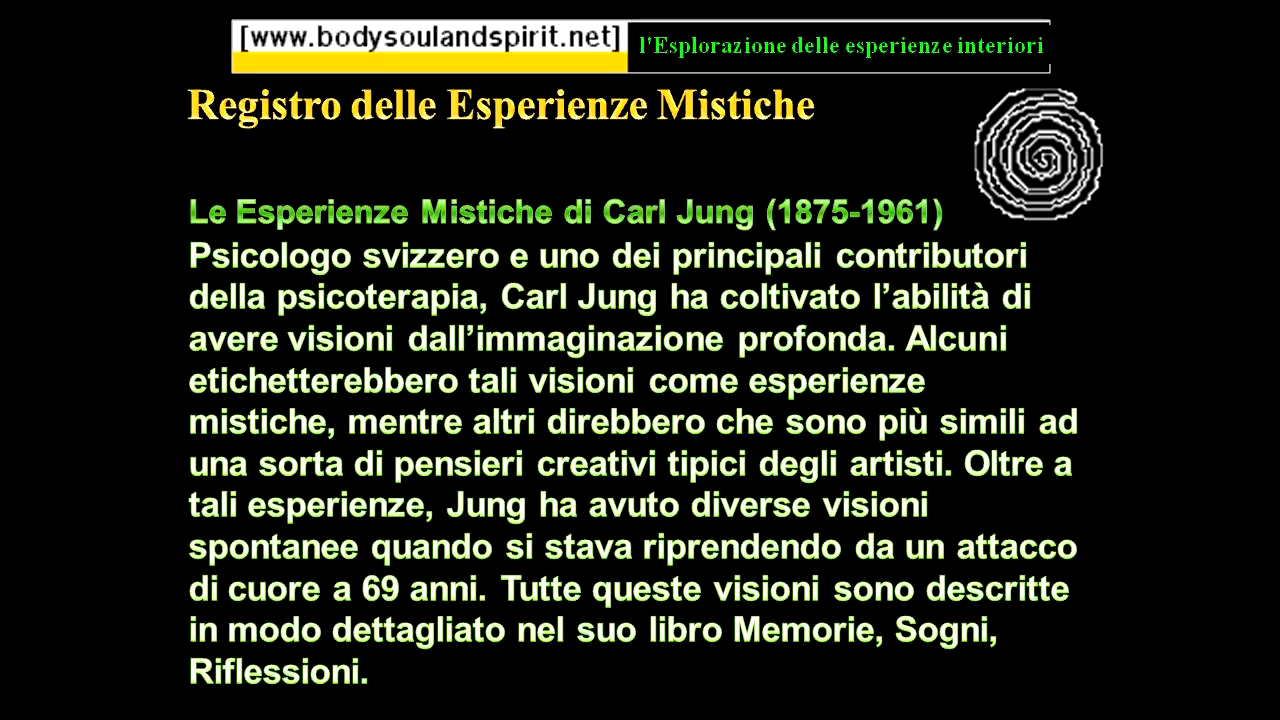 [www.bodysoulandspirit.net]
l'Esplorazione delle esperienze interiori
Registro delle Esperienze Mistiche
Le Esperienze Mistiche di Carl Jung (1875-1961)
Psicologo svizzero e uno dei principali contributori
della psicoterapia, Carl Jung ha coltivato l’abilità di
avere visioni dall’immaginazione profonda. Alcuni
etichetterebbero tali visioni come esperienze
mistiche, mentre altri direbbero che sono più simili ad
una sorta di pensieri creativi tipici degli artisti. Oltre a
tali esperienze, Jung ha avuto diverse visioni
spontanee quando si stava riprendendo da un attacco
di cuore a 69 anni. Tutte queste visioni sono descritte
in modo dettagliato nel suo libro Memorie, Sogni,
Riflessioni.